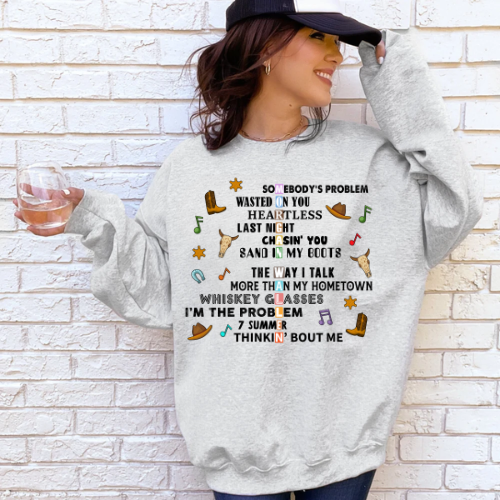 SOMEBODY'S PROBLEM
WASTED ON YOU
HEARTLESS
LAST NIGHT
CHASIN' YOU
SAND IN MY BOOTS
THE WAY I TALK
MORE THAN MY HOMETOWN
WHISKEY GLASSES
I'M THE PROBLEM
7 SUMMER
THINKIN' BOUT ME